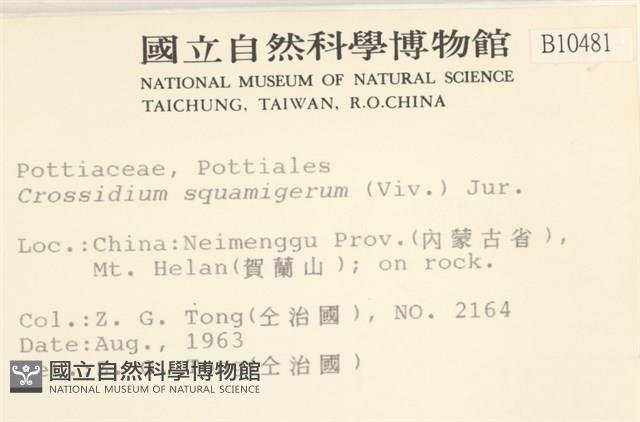 國立自然科學博物館
B10481
NATIONAL MUSEUM OF NATURAL SCIENCE
TAICHUNG, TAIWAN, R.O.CHINA
Pottiaceae, Pottiales
Crossidium squamigerum (Viv.) Jur.
Loc.:China:Neimenggu Prov.(內蒙古省),
Mt. Helan(賀蘭山); on rock.
Col.:Z. G. Tong(仝治國), NO. 2164
Date:Aug., 1963
(仝治國)
國立自然科學博物館
NATIONAL MUSEUM OF NATURAL SCIENCE